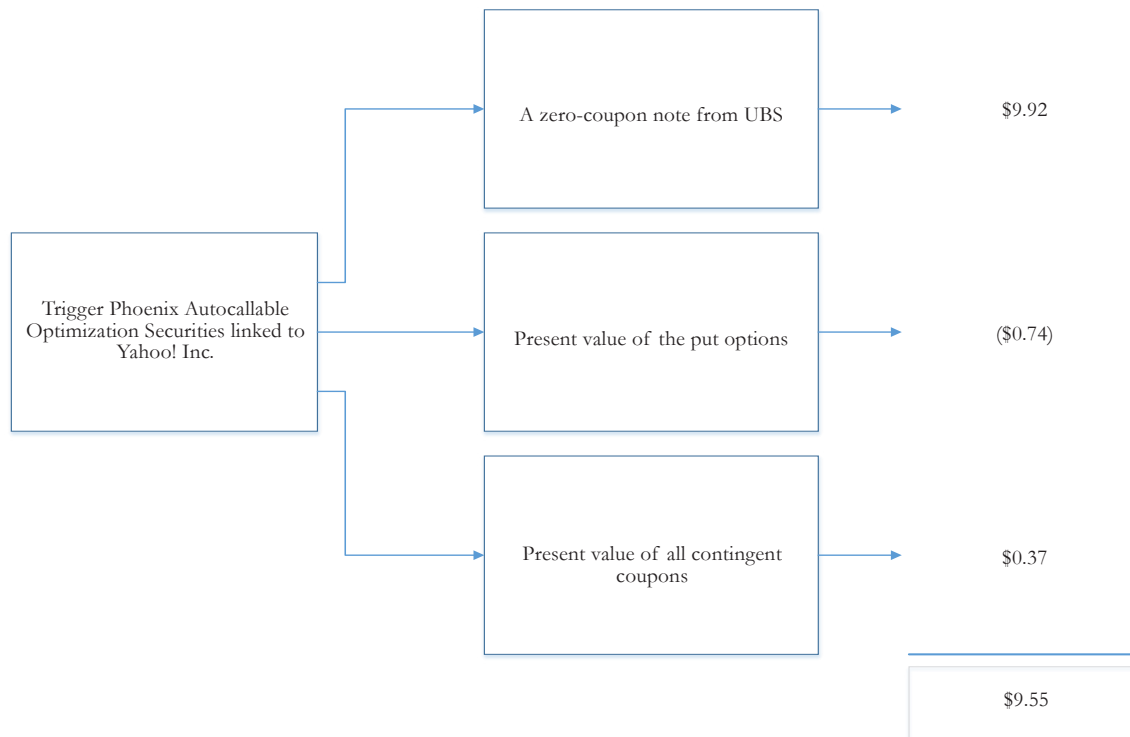 A zero-coupon note from UBS
$9.92
Trigger Phoenix Autocallable
Optimization Securities linked to
Yahoo! Inc.
Present value of the put options
($0.74)
Present value of all contingent
coupons
$0.37
$9.55